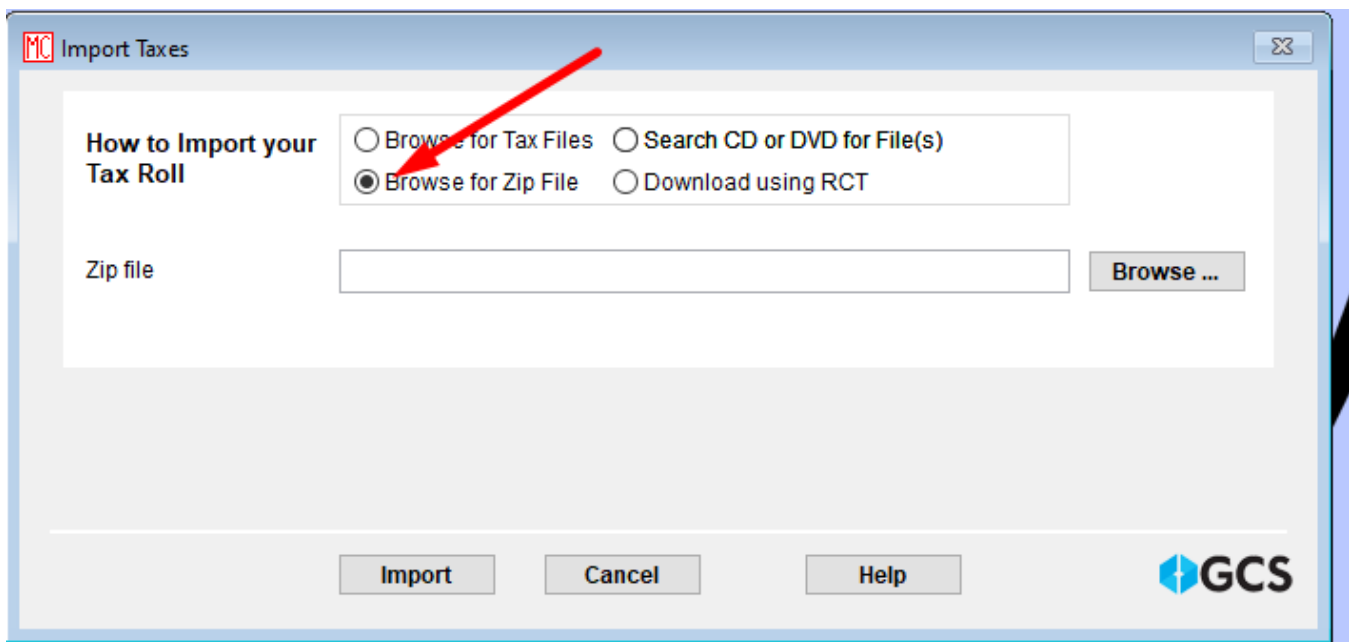 MC Import Taxes
How to Import your
Tax Roll
Browse for Tax Files Search CD or DVD for File(s)
Browse for Zip File Download using RCT
Zip file Browse ...
Import Cancel Help GCS